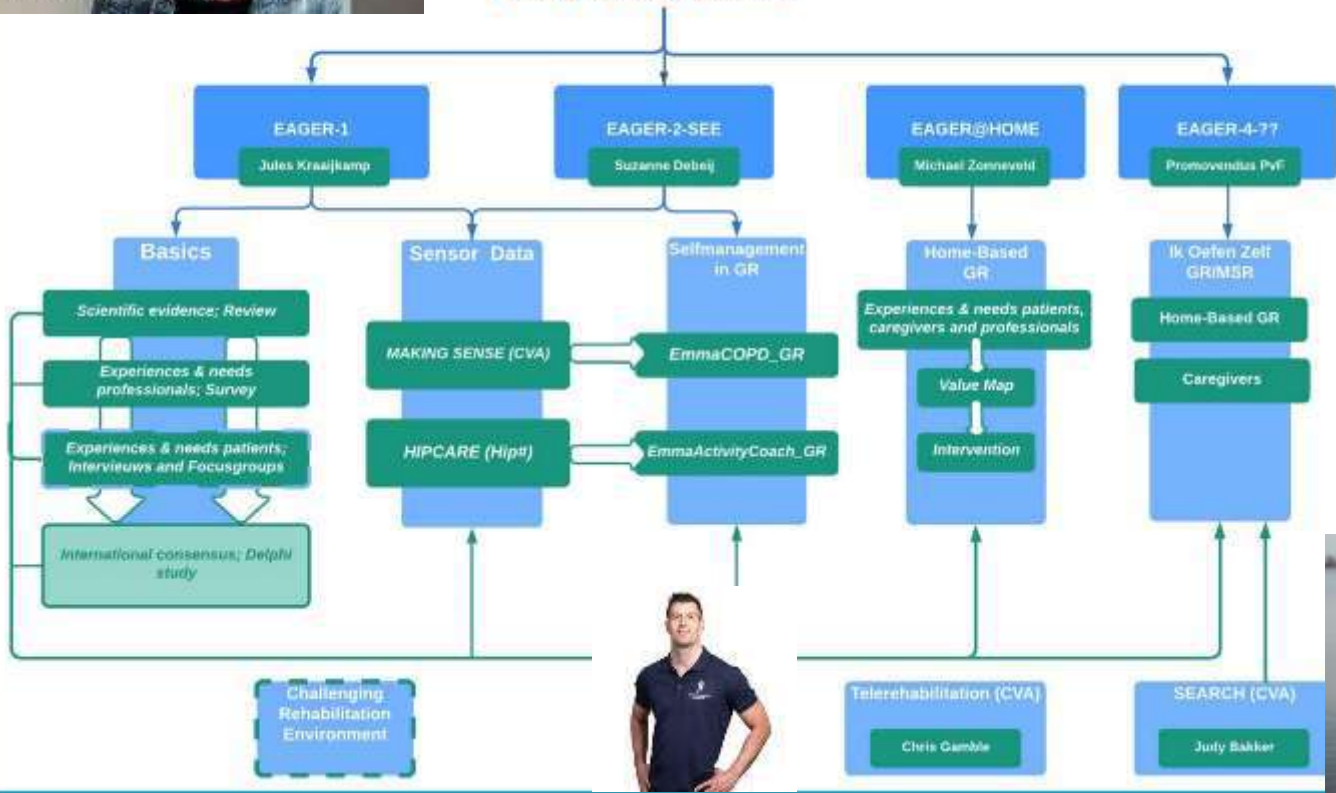 EAGER-1
Jules Kraaijkamp
EAGER-2-SEE
Suzanne Debeij
EAGER@HOME
Michael Zonneveld
EAGER-4-??
Promovendus PvF
Basics
Scientific evidence; Review
Experiences & needs
professionals; Survey
Experiences & needs patients;
Intervieuws and Focusgroups
International consensus; Delphi
study
Sensor Data
MAKING SENSE (CVA)
HIPCARE (Hip#)
Selfmanagement
in GR
EmmaCOPD_GR
EmmaActivityCoach_GR
Home-Based
GR
Experiences & needs patients,
caregivers and professionals
Value Map
Intervention
Ik Oefen Zelf
GR/MSR
Home-Based GR
Caregivers
Challenging
Rehabilitation
Environment
Telerehabilitation (CVA)
Chris Gamble
SEARCH (CVA)
Judy Bakker